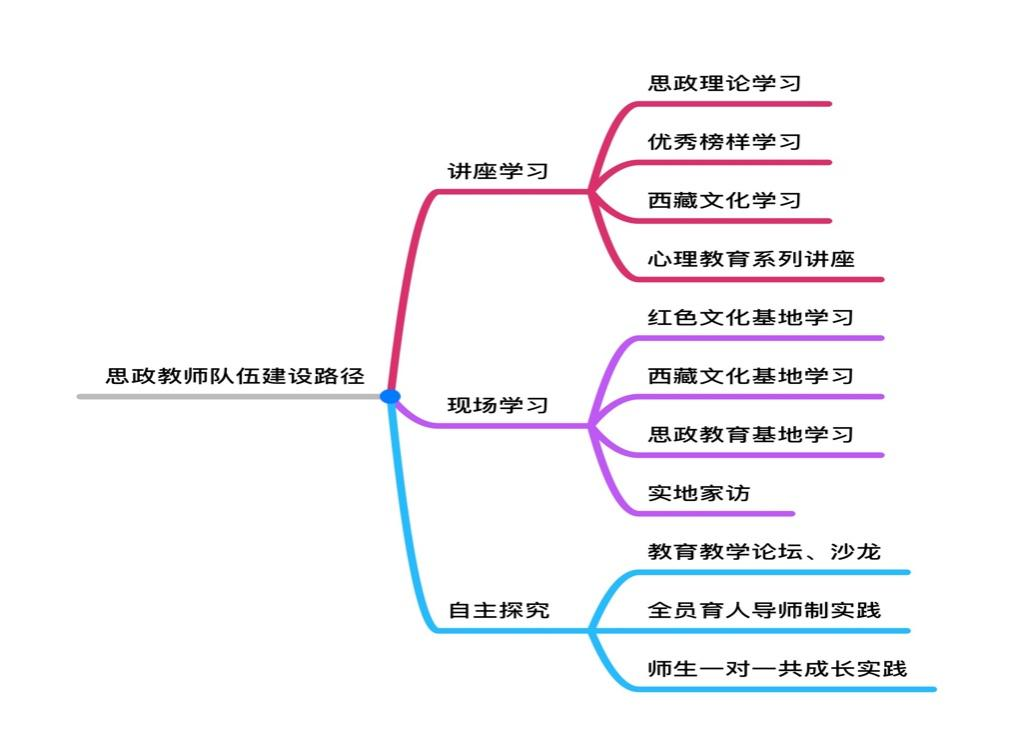 思政教师队伍建设路径
讲座学习
思政理论学习
优秀榜样学习
西藏文化学习
心理教育系列讲座
现场学习
红色文化基地学习
西藏文化基地学习
思政教育基地学习
实地家访
自主探究
教育教学论坛、沙龙
全员育人导师制实践
师生一对一共成长实践